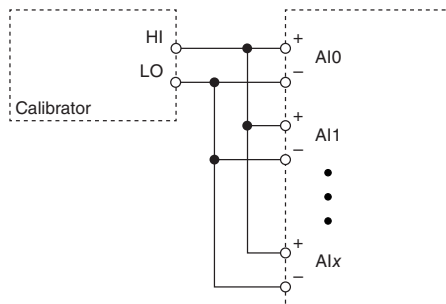 HI
+
AI0
LO
–
Calibrator
+
AI1
–
+
AIx
–